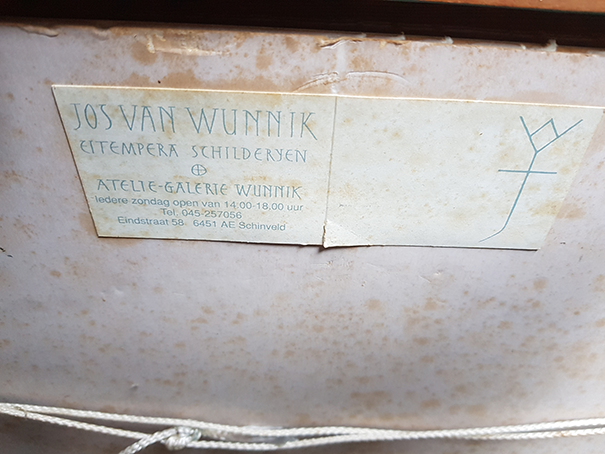 JOS VAN WUNNIK
EITEMPERA SCHILDERYEN
ATELIE-GALERIE WUNNIK
Iedere zondag open van 14:00-18.00 uur
Tel: 045-257056
Eindstraat 58 6451 AE Schinveld